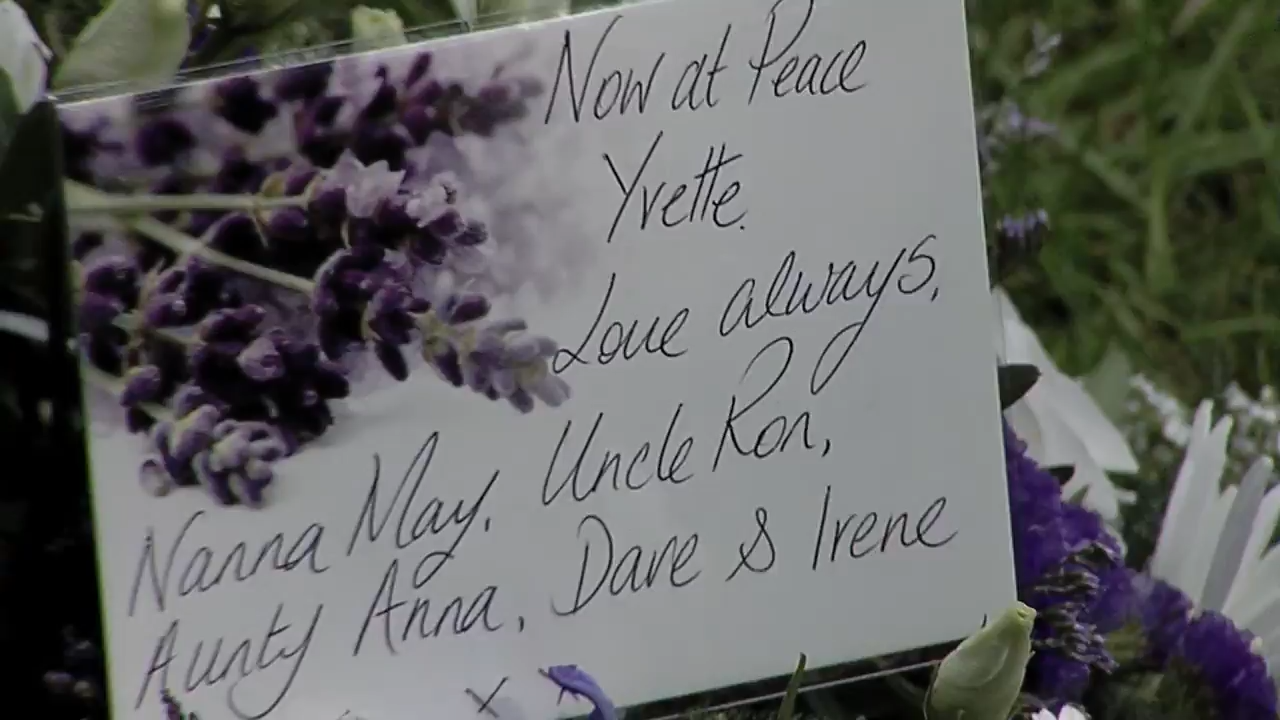 Now at Peace
Yvette.
Love always,
Nanna May, Uncle Ron,
Aunty Anna, Dave & Irene
x x